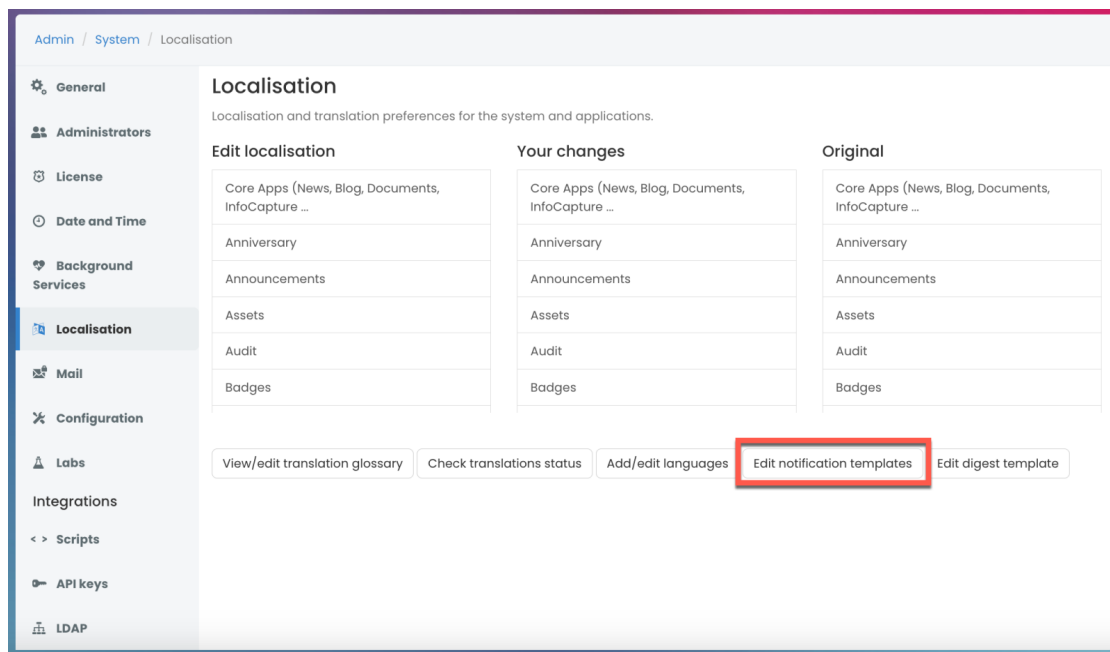 Admin / System / Localisation
General
Administrators
License
Date and Time
Background
Services
Localisation
Mail
Configuration
Labs
Integrations
< > Scripts
API keys
LDAP
Localisation
Localisation and translation preferences for the system and applications.
Edit localisation
Core Apps (News, Blog, Documents,
InfoCapture ...
Anniversary
Announcements
Assets
Audit
Badges
Your changes
Core Apps (News, Blog, Documents,
InfoCapture ...
Anniversary
Announcements
Assets
Audit
Badges
Original
Core Apps (News, Blog, Documents,
InfoCapture ...
Anniversary
Announcements
Assets
Audit
Badges
View/edit translation glossary
Check translations status
Add/edit languages
Edit notification templates
Edit digest template